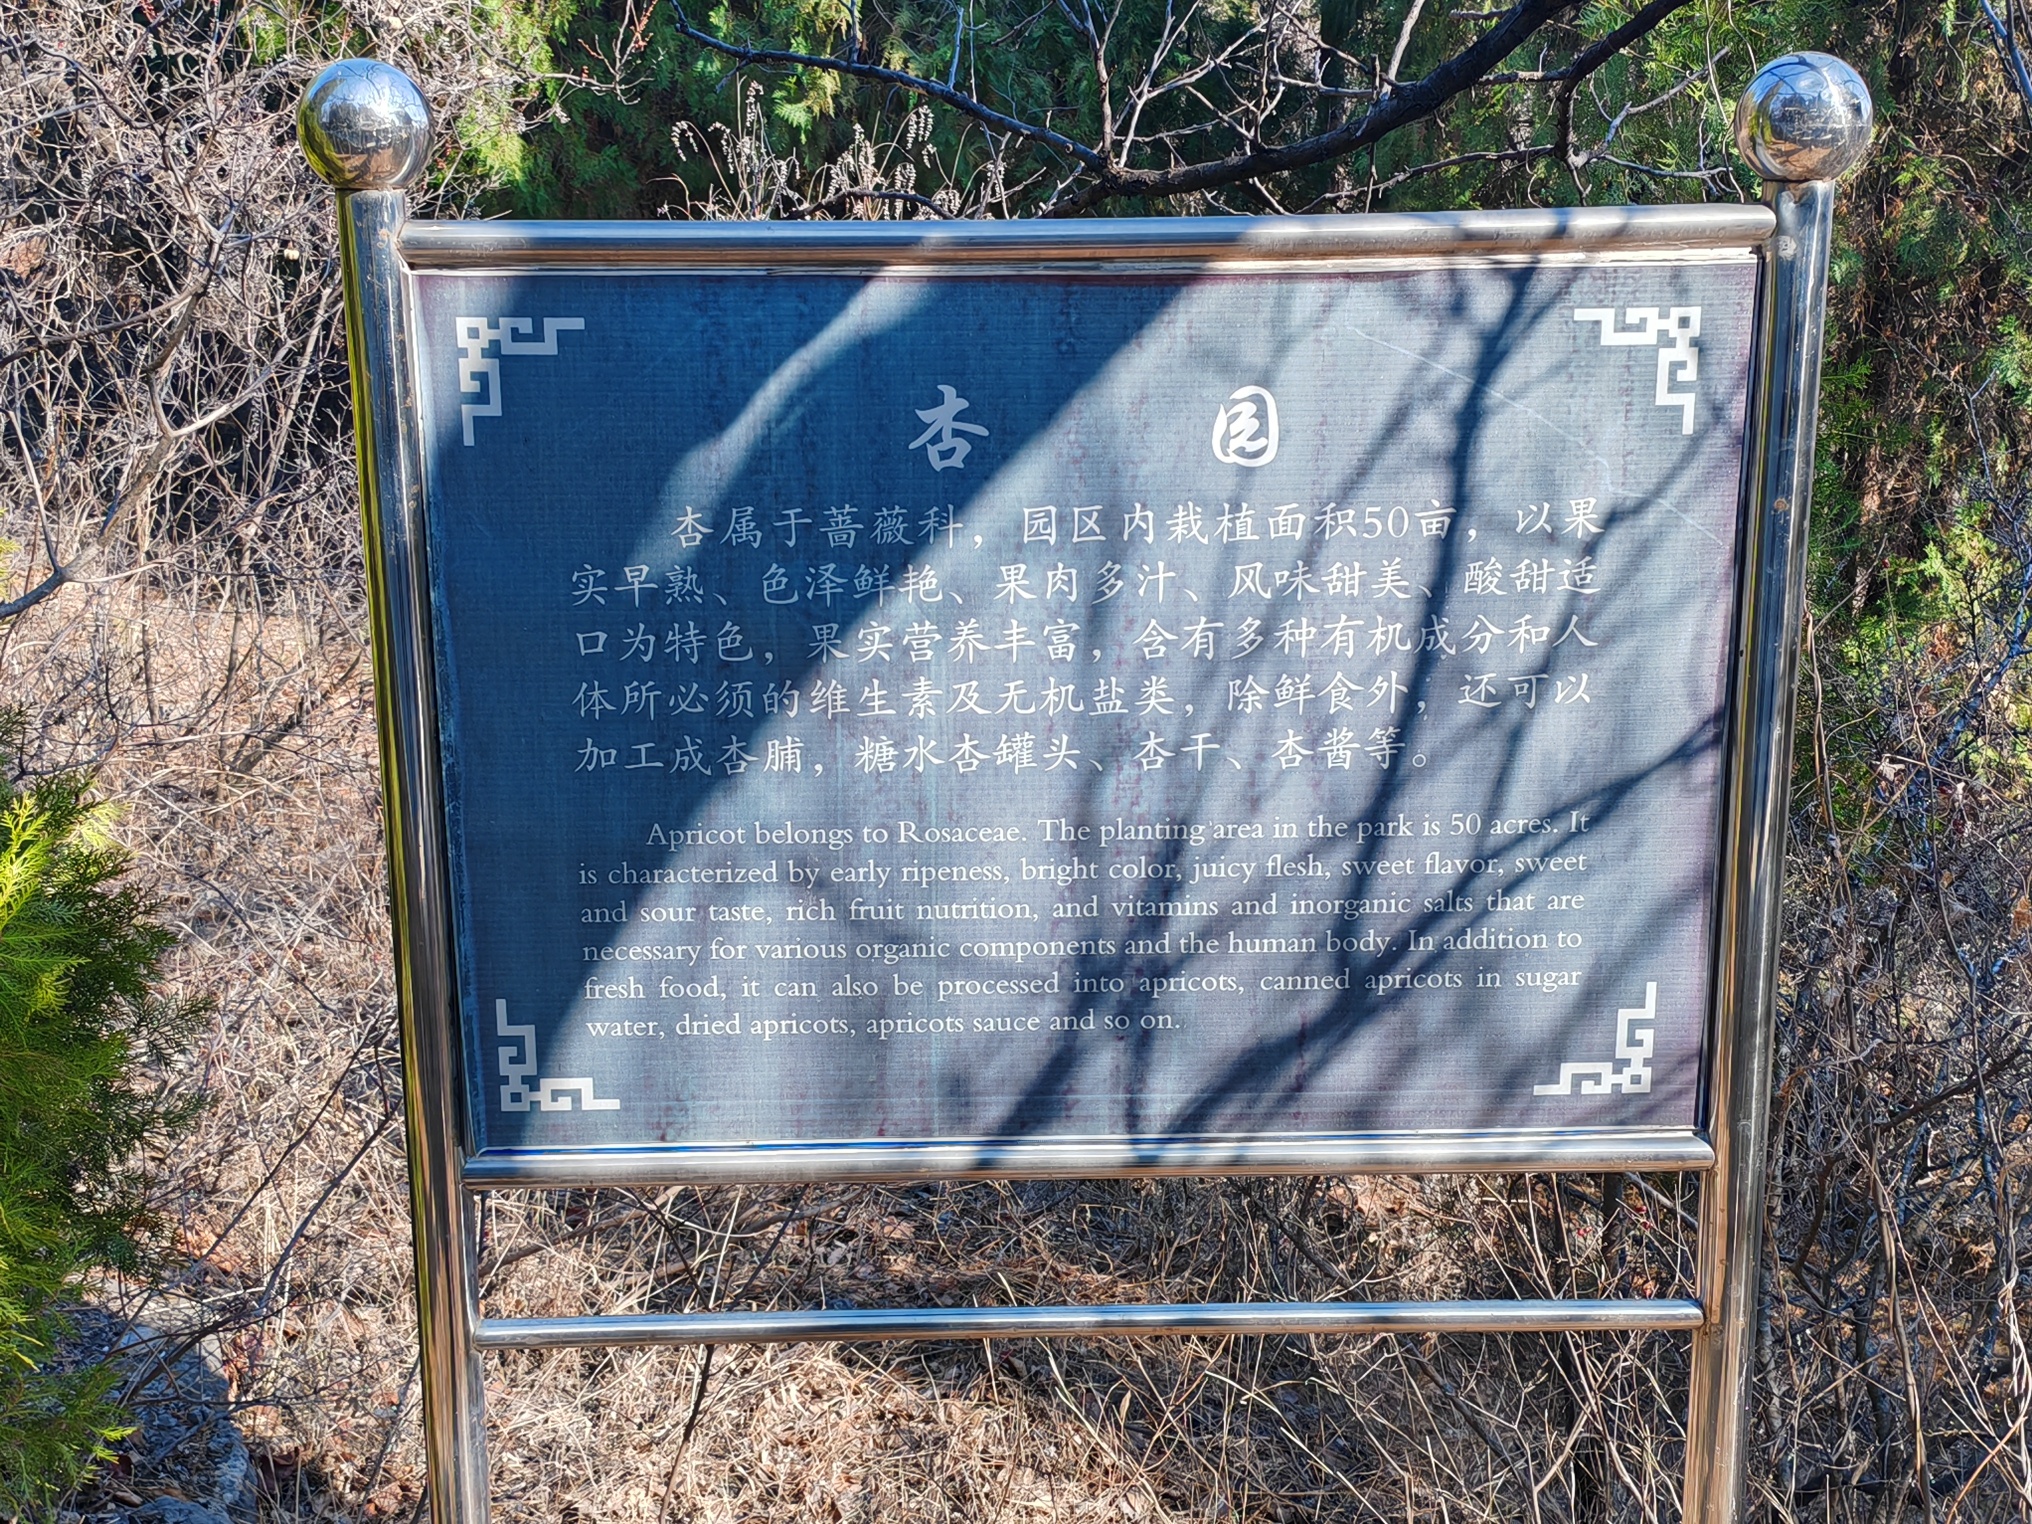 杏 园
杏属于蔷薇科，园区内栽植面积50亩，以果
实早熟、色泽鲜艳、果肉多汁、风味甜美、酸甜适
口为特色，果实营养丰富，含有多种有机成分和人
体所必须的维生素及无机盐类，除鲜食外，还可以
加工成杏脯，糖水杏罐头、杏干、杏酱等。
Apricot belongs to Rosaceae. The planting area in the park is 50 acres. It
is characterized by early ripeness, bright color, juicy flesh, sweet flavor, sweet
and sour taste, rich fruit nutrition, and vitamins and inorganic salts that are
necessary for various organic components and the human body. In addition to
fresh food, it can also be processed into apricots, canned apricots in sugar
water, dried apricots, apricots sauce and so on.